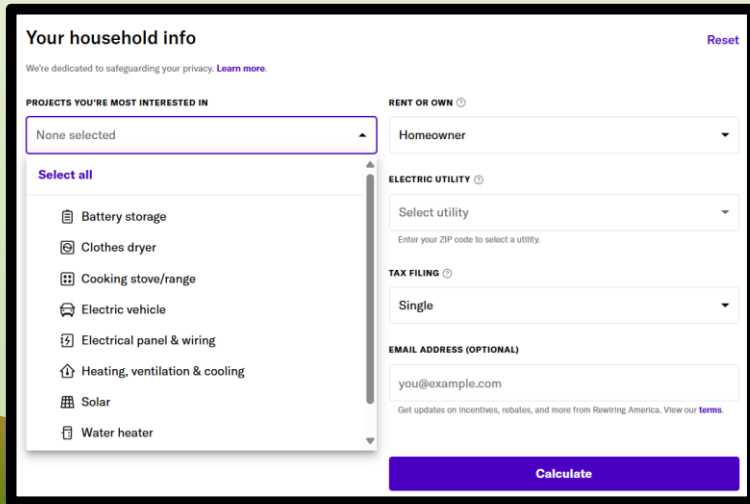 Your household info
Reset
We're dedicated to safeguarding your privacy. Learn more.
PROJECTS YOU'RE MOST INTERESTED IN
None selected
Select all
Battery storage
Clothes dryer
Cooking stove/range
Electric vehicle
Electrical panel & wiring
Heating, ventilation & cooling
Solar
Water heater
RENT OR OWN
Homeowner
ELECTRIC UTILITY
Select utility
Enter your ZIP code to select a utility.
TAX FILING
Single
EMAIL ADDRESS (OPTIONAL)
you@example.com
Get updates on incentives, rebates, and more from Rewiring America. View our terms.
Calculate